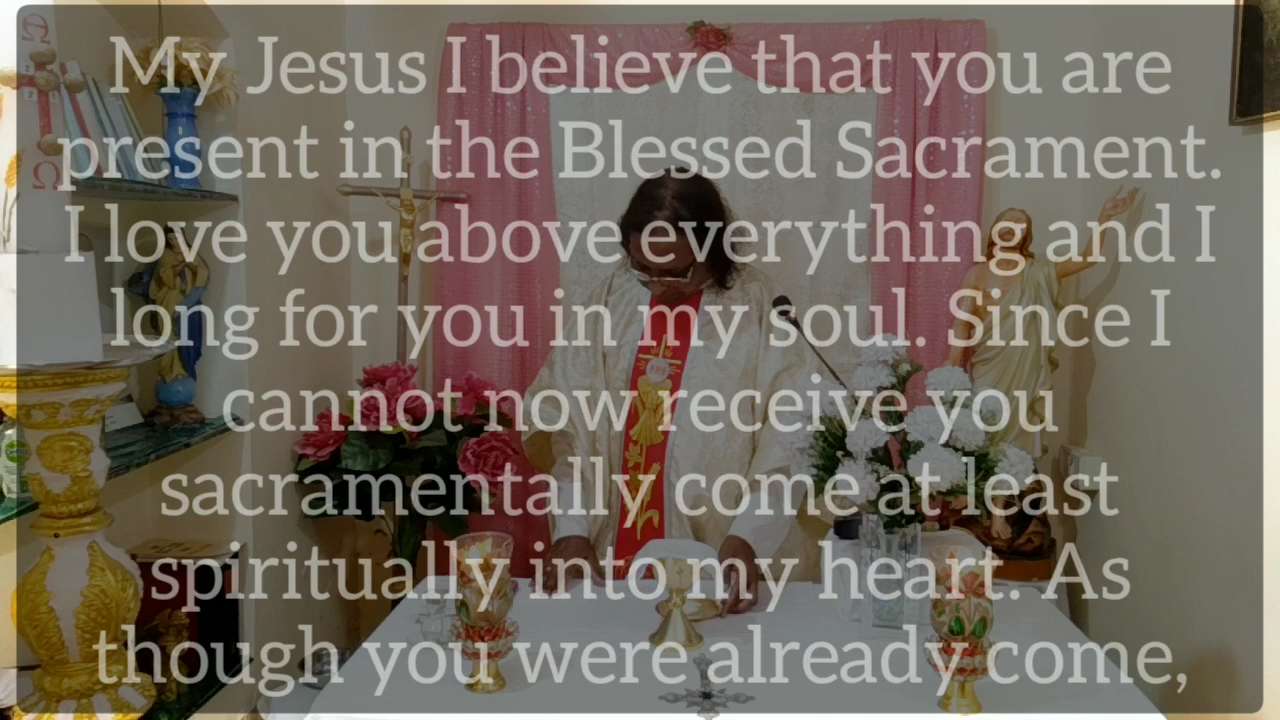 My Jesus I believe that you are
present in the Blessed Sacrament.
I love you above everything and I
long for you in my soul. Since I
cannot now receive you
sacramentally come at least
spiritually into my heart. As
though you were already come,